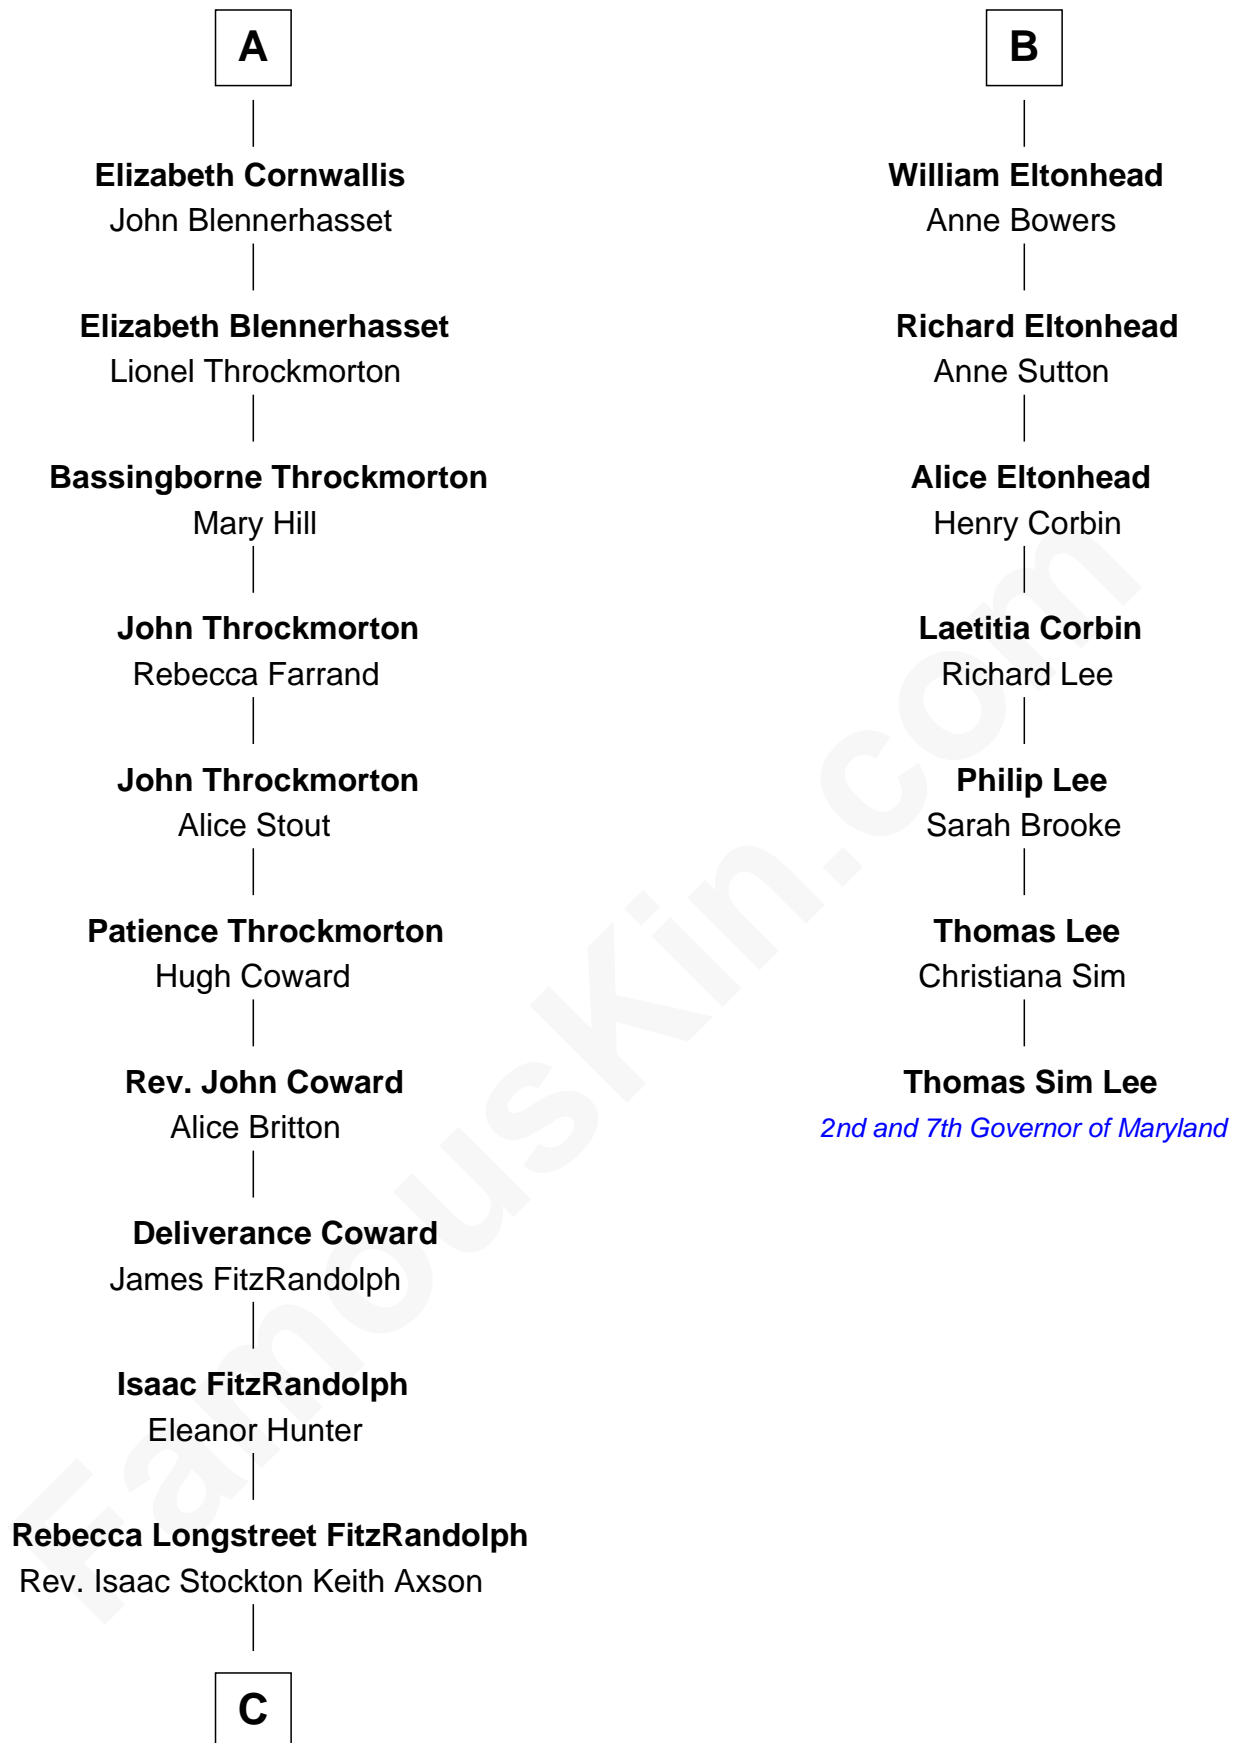 A
Elizabeth Cornwallis
John Blennerhasset
Elizabeth Blennerhasset
Lionel Throckmorton
Bassingborne Throckmorton
Mary Hill
John Throckmorton
Rebecca Farrand
John Throckmorton
Alice Stout
Patience Throckmorton
Hugh Coward
Rev. John Coward
Alice Britton
Deliverance Coward
James FitzRandolph
Isaac FitzRandolph
Eleanor Hunter
Rebecca Longstreet FitzRandolph
Rev. Isaac Stockton Keith Axson
C
B
William Eltonhead
Anne Bowers
Richard Eltonhead
Anne Sutton
Alice Eltonhead
Henry Corbin
Laetitia Corbin
Richard Lee
Philip Lee
Sarah Brooke
Thomas Lee
Christiana Sim
Thomas Sim Lee
2nd and 7th Governor of Maryland
FamousKin.com